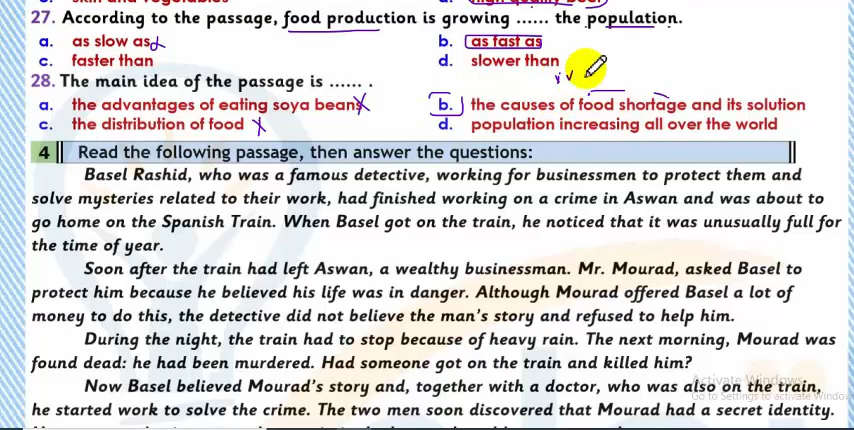 27. According to the passage, food production is growing ...... the population.
a. as slow as b. as fast as
c. faster than d. slower than
28. The main idea of the passage is ...... .
a. the advantages of eating soya beans b. the causes of food shortage and its solution
c. the distribution of food d. population increasing all over the world
4 Read the following passage, then answer the questions:
Basel Rashid, who was a famous detective, working for businessmen to protect them and
solve mysteries related to their work, had finished working on a crime in Aswan and was about to
go home on the Spanish Train. When Basel got on the train, he noticed that it was unusually full for
the time of year.
Soon after the train had left Aswan, a wealthy businessman. Mr. Mourad, asked Basel to
protect him because he believed his life was in danger. Although Mourad offered Basel a lot of
money to do this, the detective did not believe the man's story and refused to help him.
During the night, the train had to stop because of heavy rain. The next morning, Mourad was
found dead: he had been murdered. Had someone got on the train and killed him?
Now Basel believed Mourad's story and, together with a doctor, who was also on the train,
he started work to solve the crime. The two men soon discovered that Mourad had a secret identity.
Activate Windows
Go to Settings to activate Windows